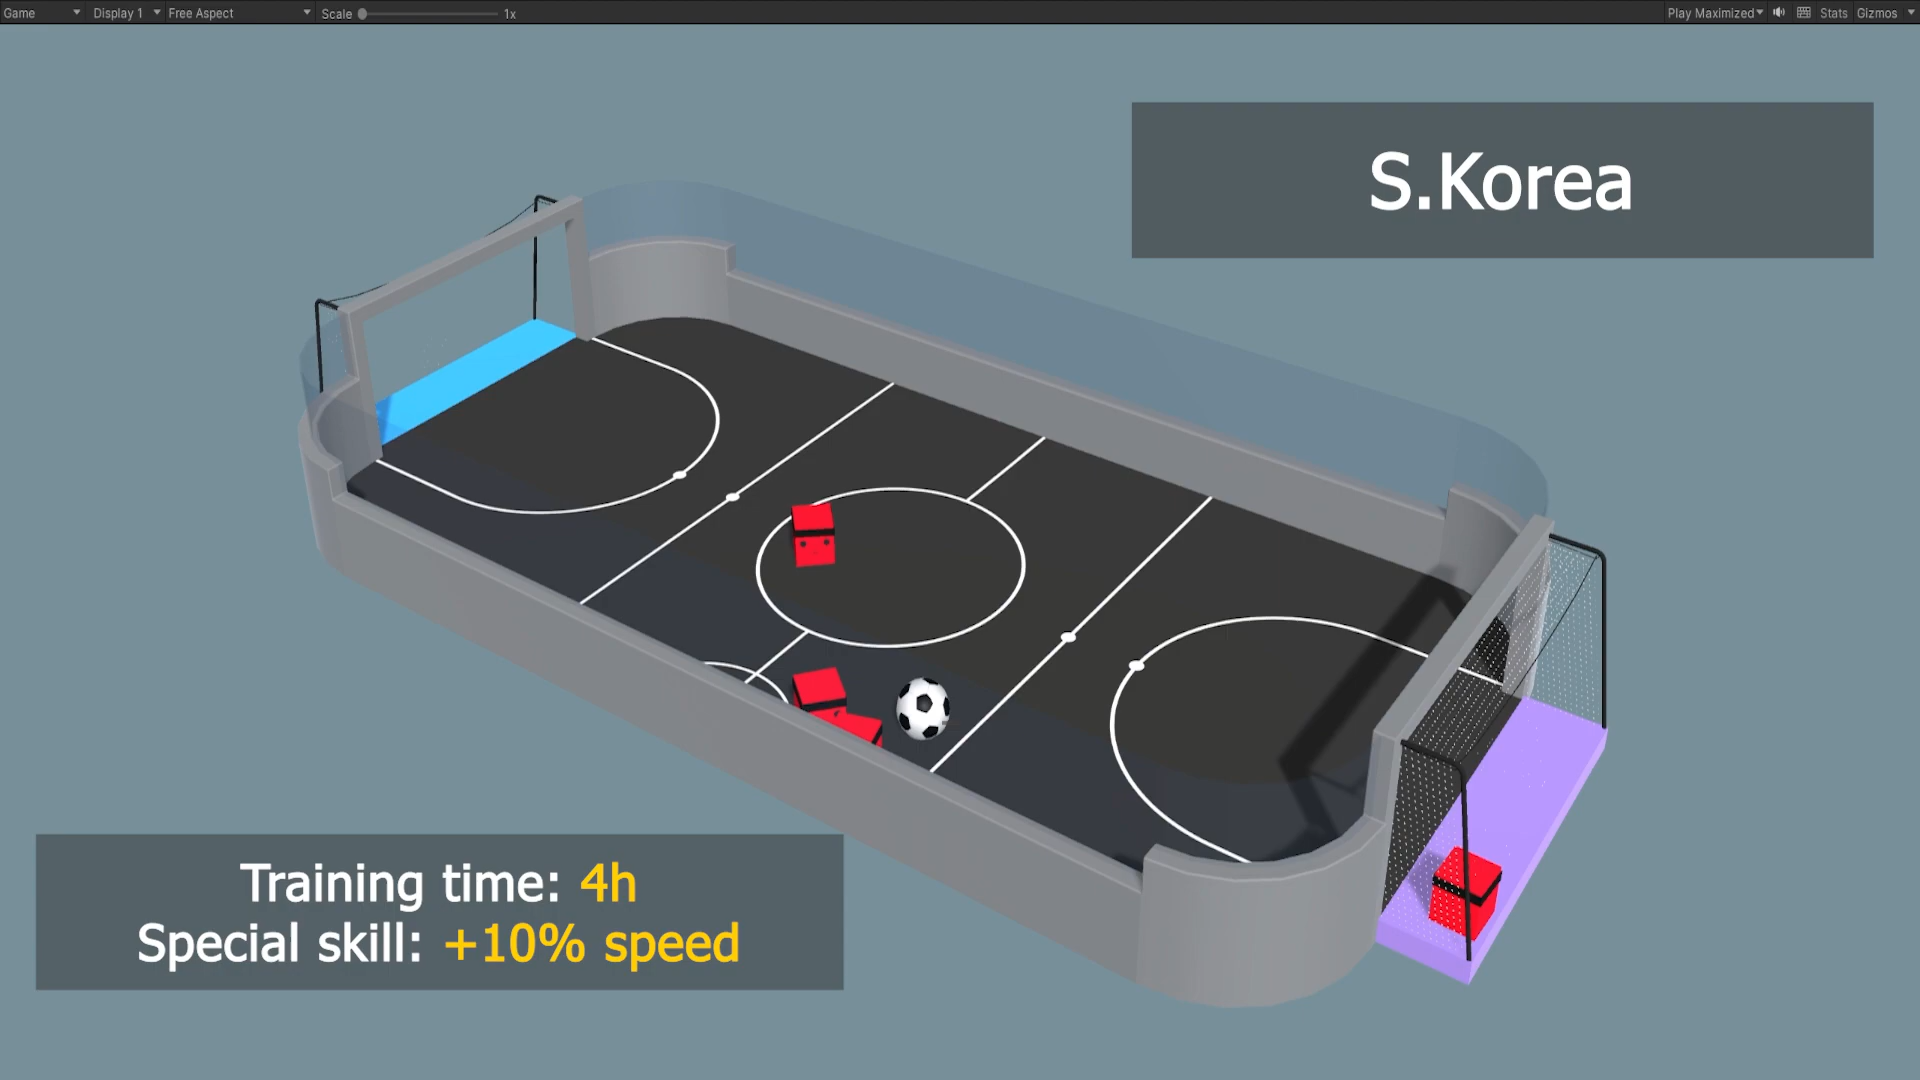 Game Display 1 Free Aspect Scale 1x Play Maximized Stats Gizmos
S.Korea
Training time: 4h
Special skill: +10% speed